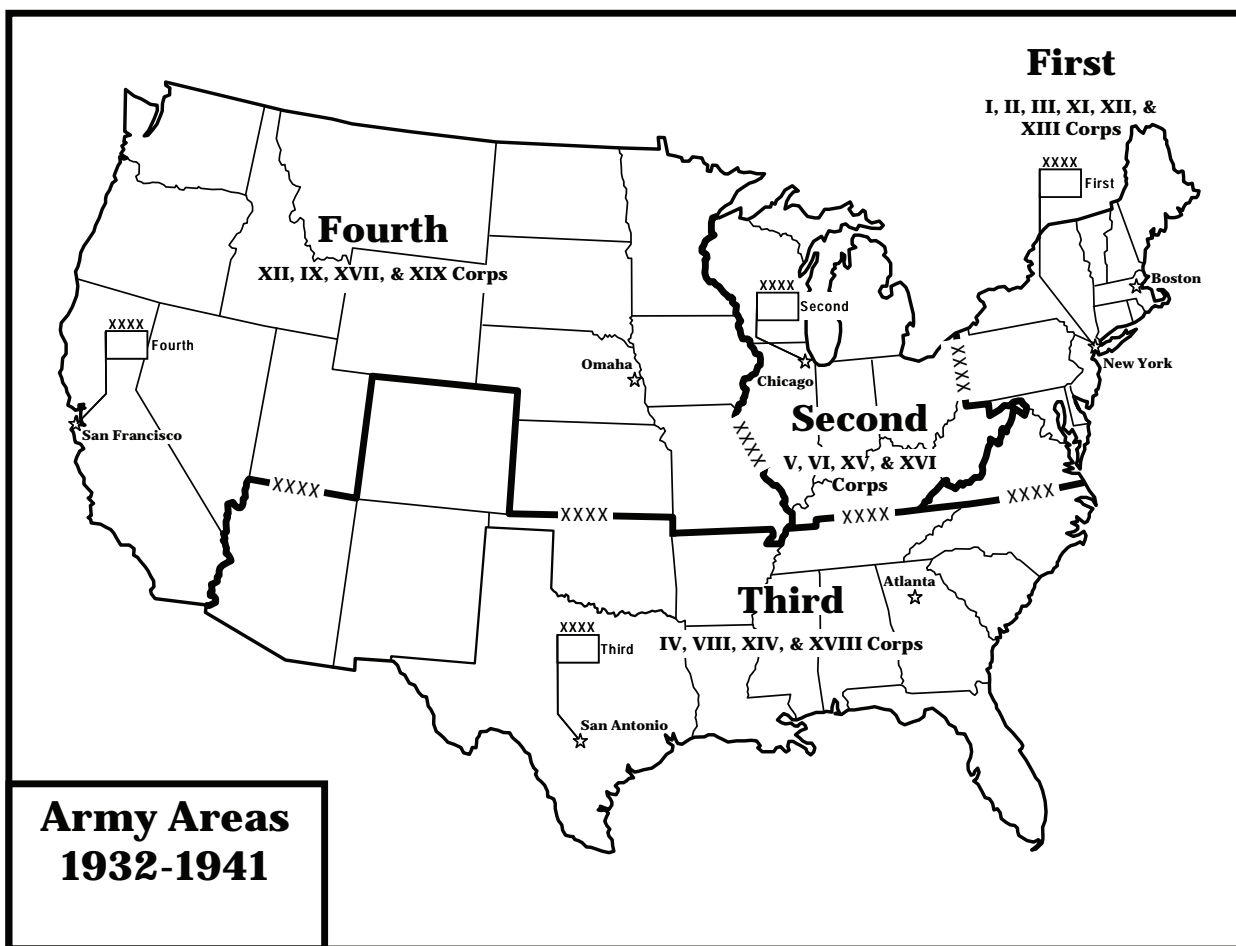 First
I, II, III, XI, XII, &
XIII Corps
XXXX
First
Fourth
XII, IX, XVII, & XIX Corps
Boston
XXXX
Second
XXXX
Fourth
Omaha
Chicago
XXXX
New York
San Francisco
Second
XXXX
V, VI, XV, & XVI
Corps
XXXX
XXXX
XXXX
XXXX
Atlanta
Third
XXXX
Third
IV, VIII, XIV, & XVIII Corps
San Antonio
Army Areas
1932-1941